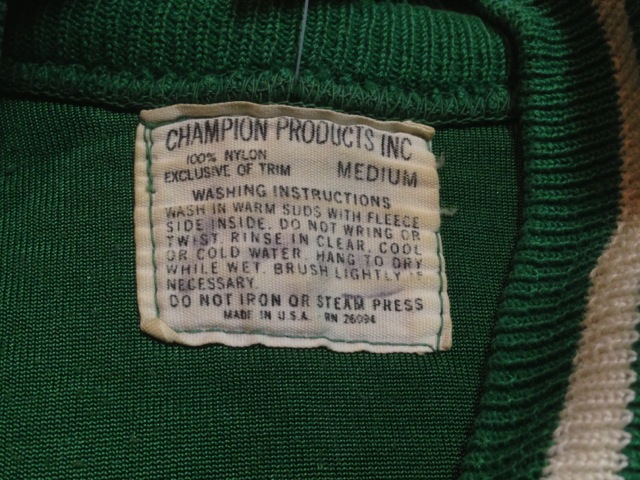 CHAMPION PRODUCTS INC
100% NYLON
EXCLUSIVE OF TRIM MEDIUM
WASHING INSTRUCTIONS
WASH IN WARM SUDS WITH FLEECE
SIDE INSIDE. DO NOT WRING OR
TWIST. RINSE IN CLEAR, COOL
OR COLD WATER. HANG TO DRY
WHILE WET. BRUSH LIGHTLY IF
NECESSARY.
DO NOT IRON OR STEAM PRESS
MADE IN U.S.A. RN 26094